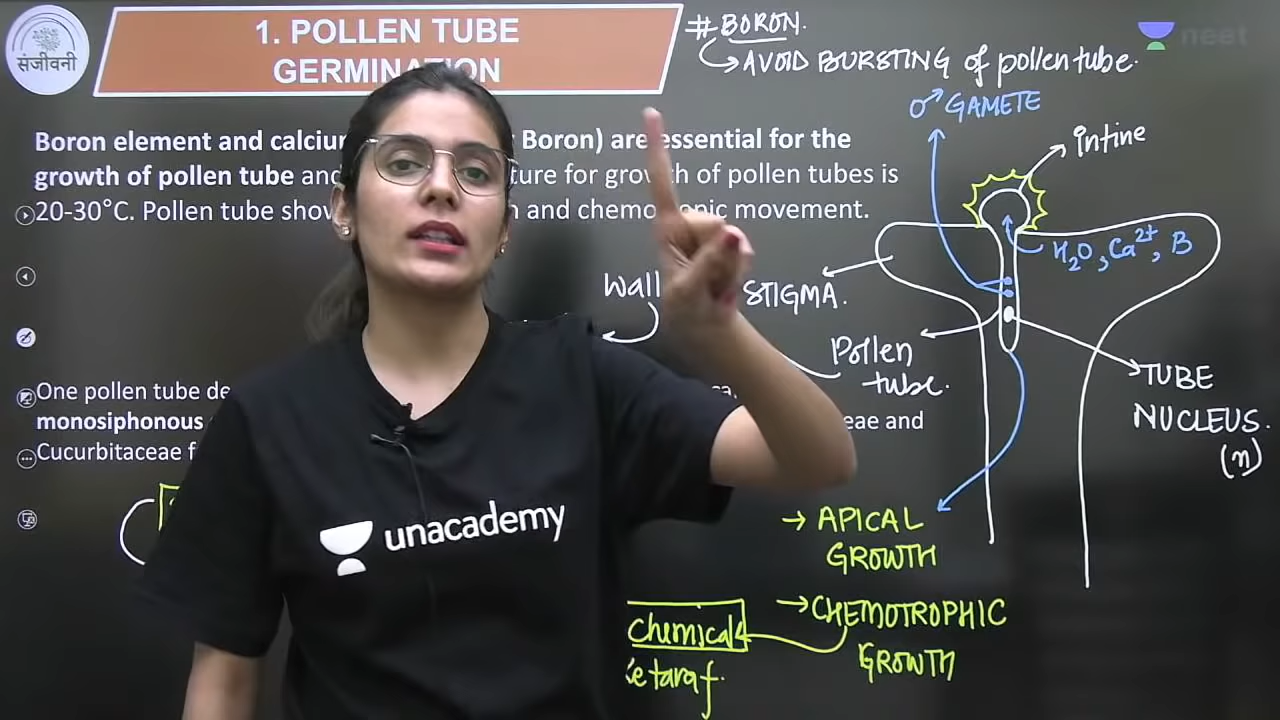 संजीवनी
1. POLLEN TUBE
GERMINATION
# BORON.
AVOID BURSTING of pollen tube.
neet
♂ GAMETE
intine
Boron element and calciu Boron) are essential for the
growth of pollen tube and ture for growth of pollen tubes is
20-30°C. Pollen tube shov n and chemo pic movement.
H₂O, Ca²⁺, B
Wall
STIGMA.
Pollen
tube.
TUBE
NUCLEUS.
(n)
One pollen tube de ca
monosiphonous eae and
Cucurbitaceae f
unacademy
→ APICAL
GROWTH
→ CHEMOTROPHIC
GROWTH
Chemical
ke taraf.